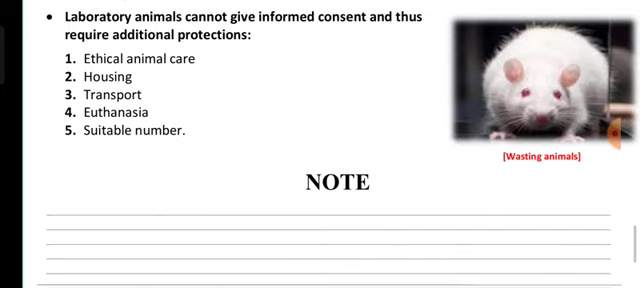 • Laboratory animals cannot give informed consent and thus
require additional protections:
1. Ethical animal care
2. Housing
3. Transport
4. Euthanasia
5. Suitable number.
[Wasting animals]
NOTE